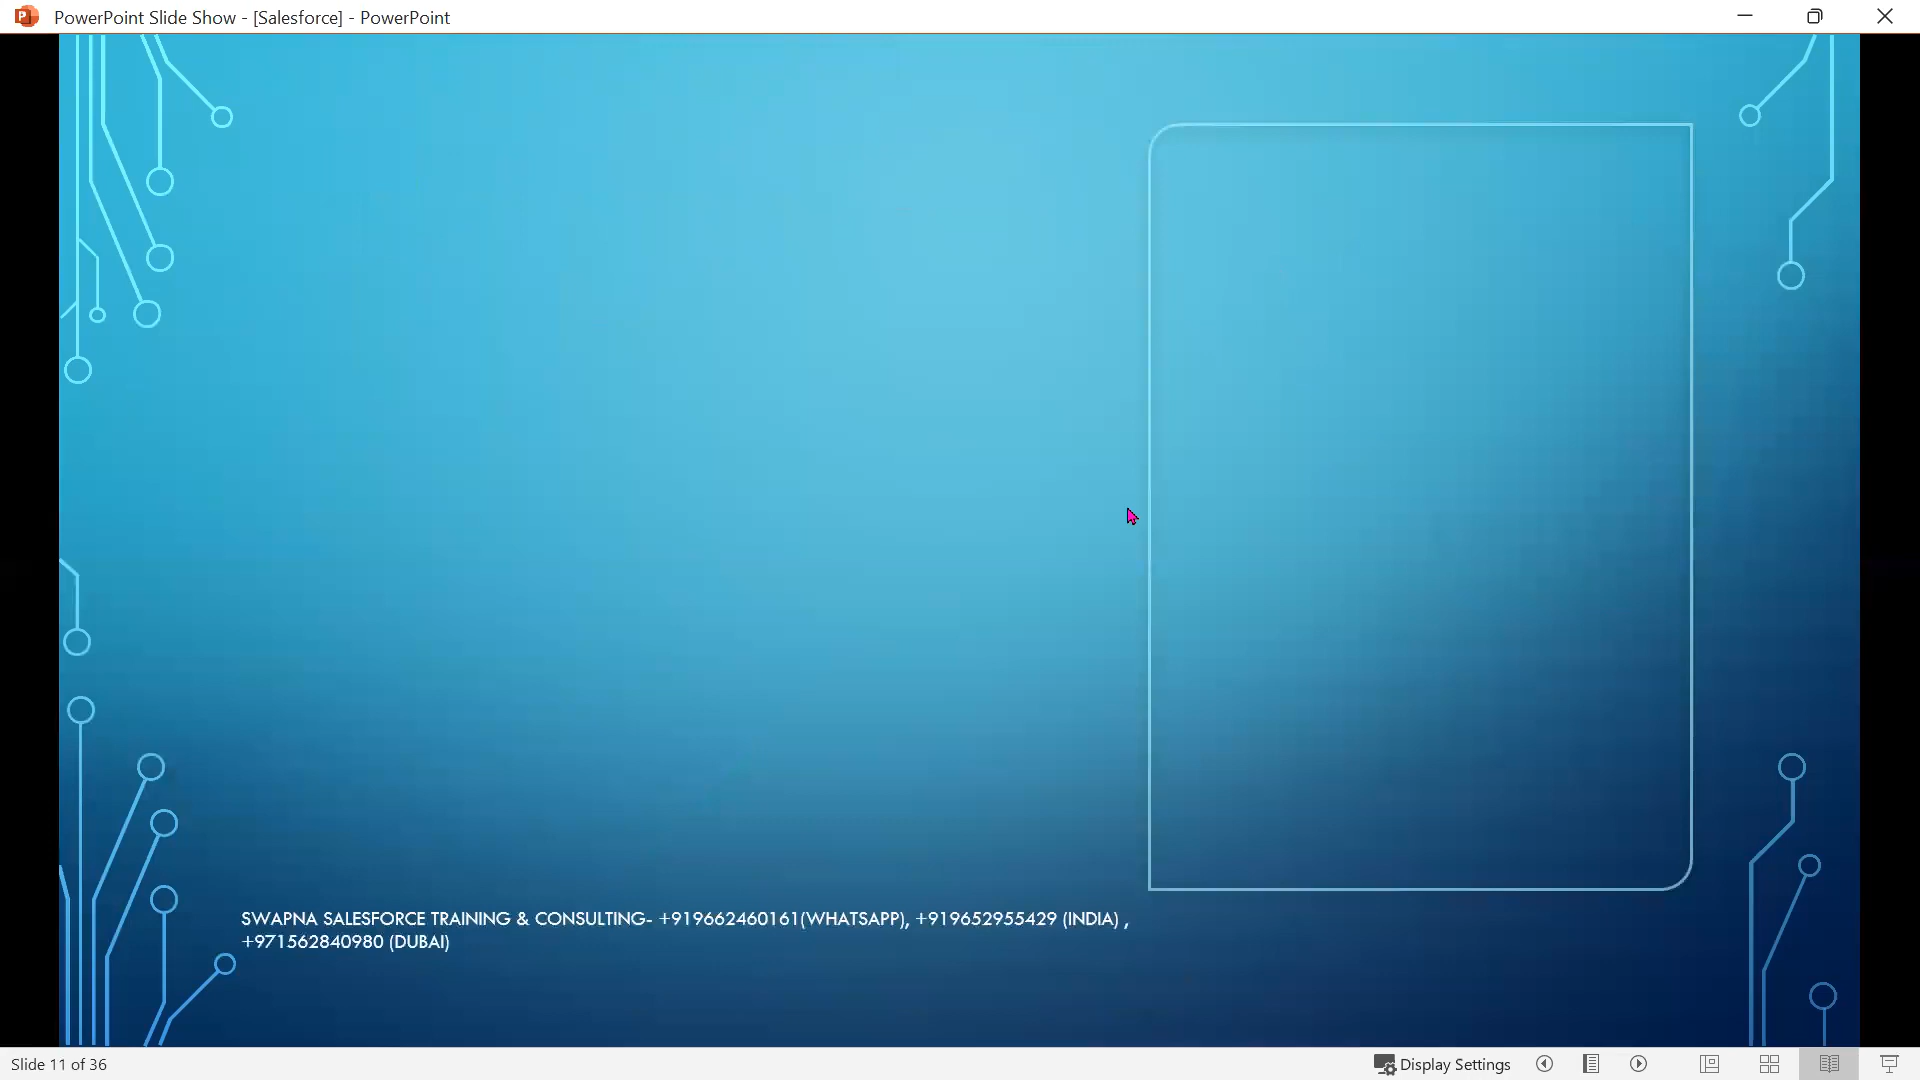 PowerPoint Slide Show - [Salesforce] - PowerPoint
SWAPNA SALESFORCE TRAINING & CONSULTING- +919662460161(WHATSAPP), +919652955429 (INDIA) ,
+971562840980 (DUBAI)
Slide 11 of 36
Display Settings